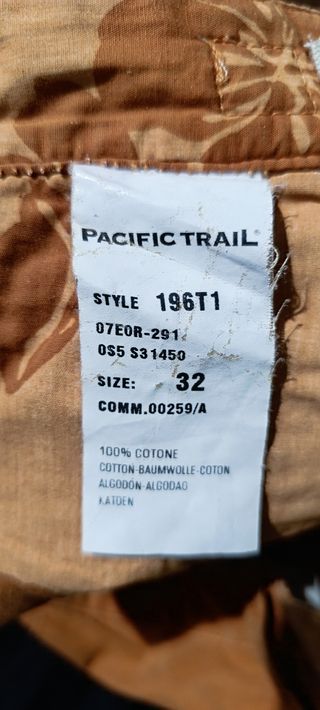 PACIFIC TRAIL
STYLE 196T1
07E0R-291
0S5 S31450
SIZE: 32
COMM.00259/A
100% COTONE
COTTON-BAUMWOLLE-COTON
ALGODÓN-ALGODAO
KATOEN